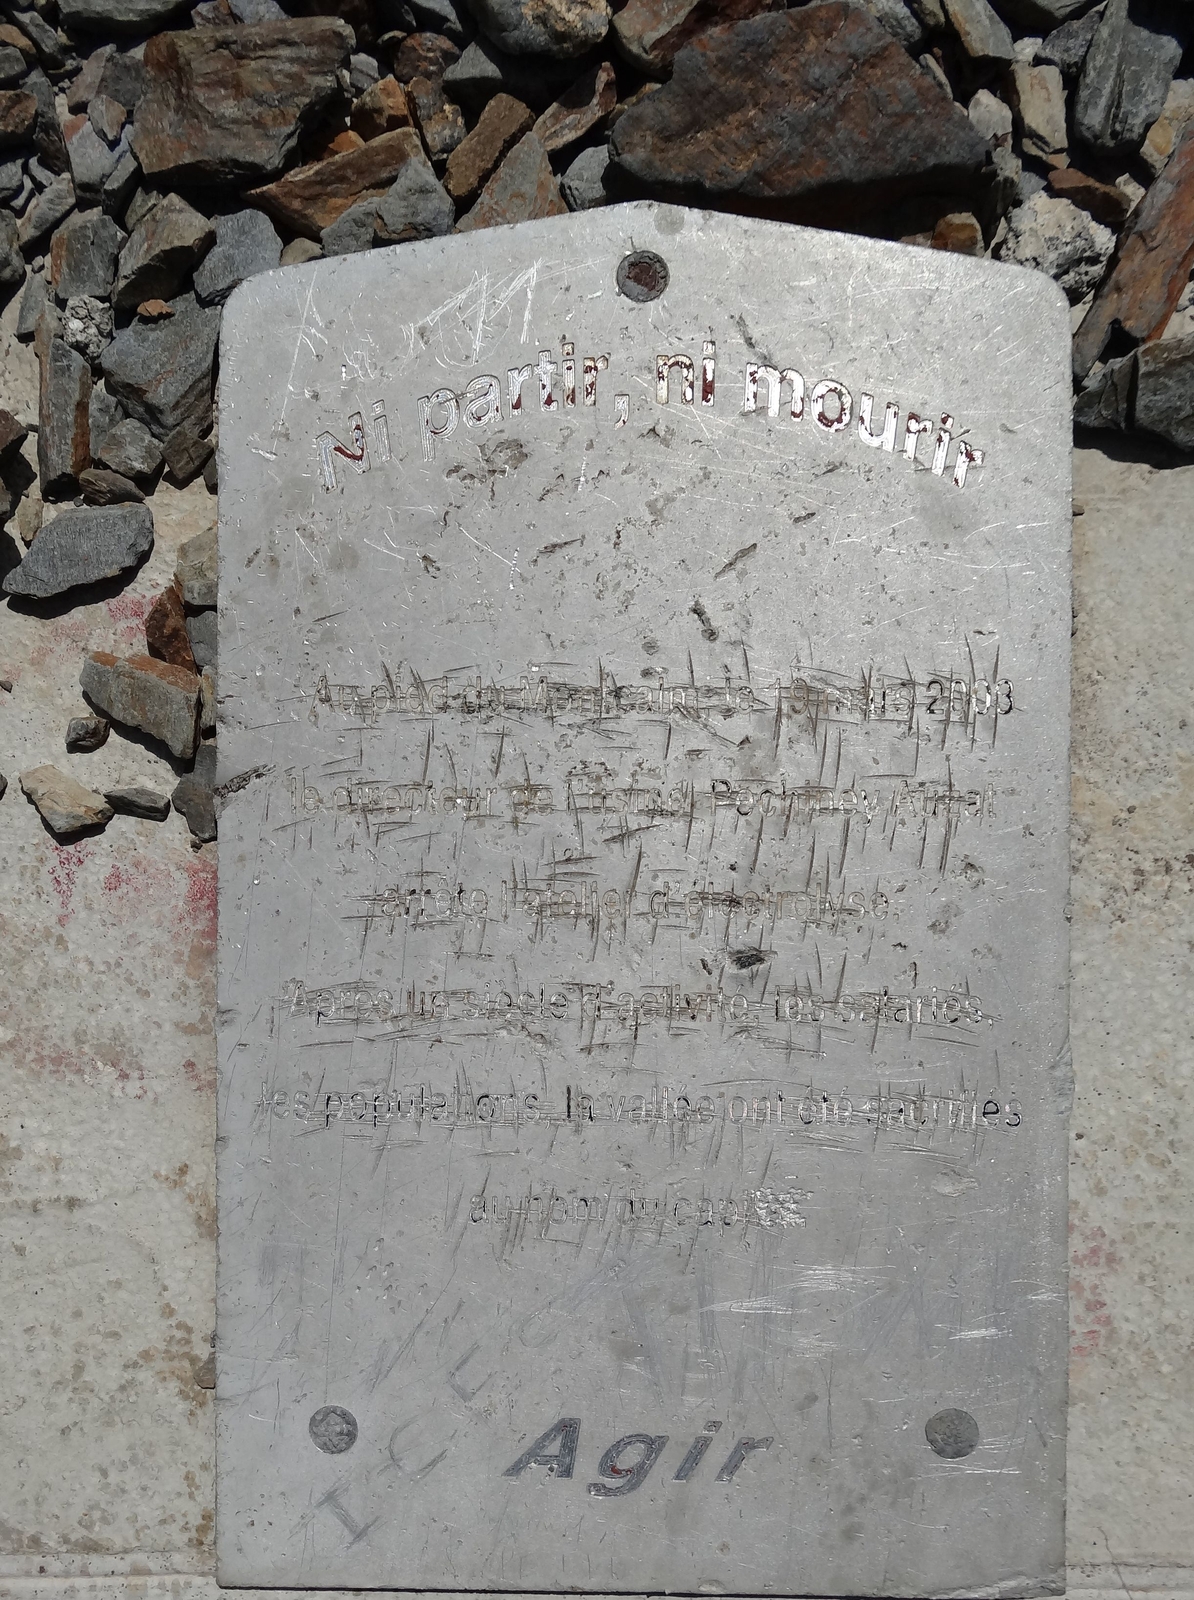 Ni partir, ni mourir
Au pied du Montcalm, le 19 mars 2003
le directeur de l'usine Pechiney Auzat
arrête l'atelier d'électrolyse.
Après un siècle d'activité, les salariés,
les populations, la vallée ont été sacrifiés
au nom du
Agir